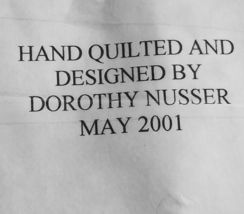 HAND QUILTED AND
DESIGNED BY
DOROTHY NUSSER
MAY 2001